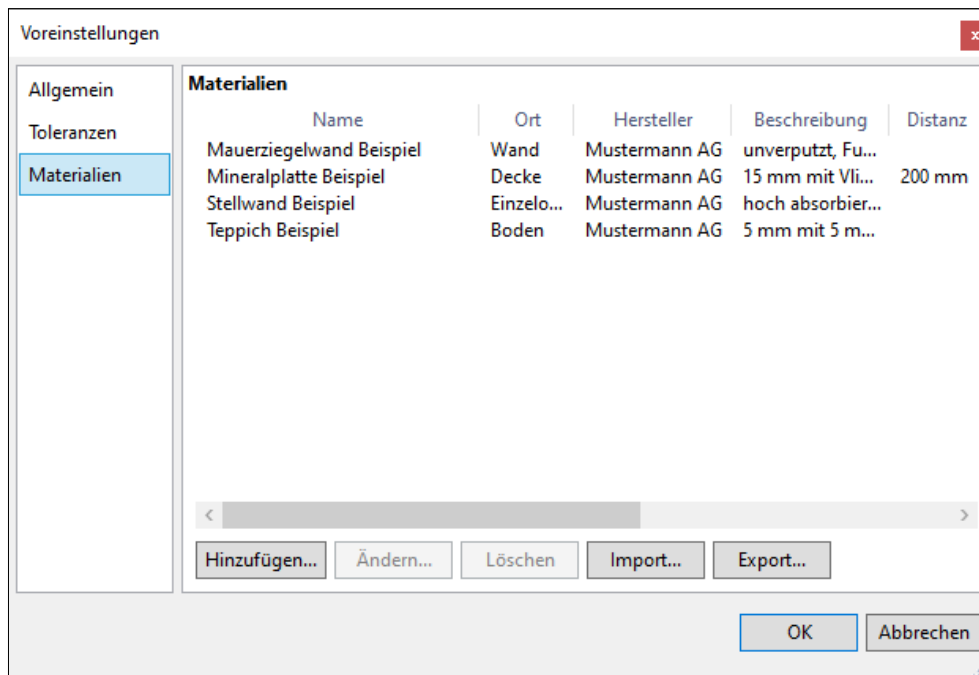 Voreinstellungen
x
Allgemein
Toleranzen
Materialien
Materialien
Name Ort Hersteller Beschreibung Distanz
Mauerziegelwand Beispiel Wand Mustermann AG unverputzt, Fu...
Mineralplatte Beispiel Decke Mustermann AG 15 mm mit Vli... 200 mm
Stellwand Beispiel Einzelo... Mustermann AG hoch absorbier...
Teppich Beispiel Boden Mustermann AG 5 mm mit 5 m...
Hinzufügen... Ändern... Löschen Import... Export...
OK Abbrechen